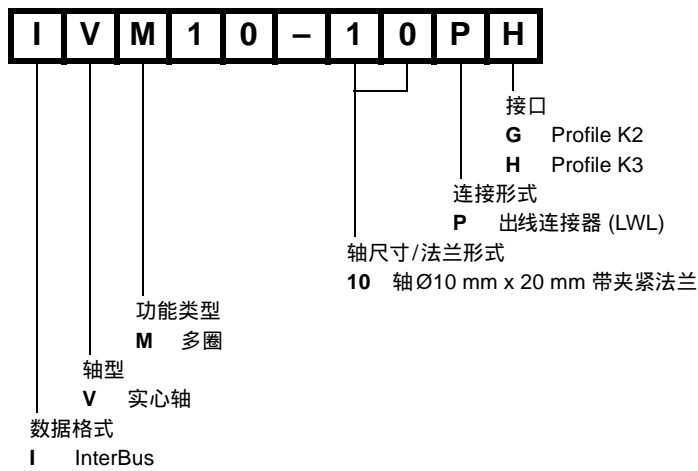 I V M 1 0 – 1 0 P H
接口
G Profile K2
H Profile K3
连接形式
P 出线连接器 (LWL)
轴尺寸/法兰形式
10 轴Ø10 mm x 20 mm 带夹紧法兰
功能类型
M 多圈
轴型
V 实心轴
数据格式
I InterBus